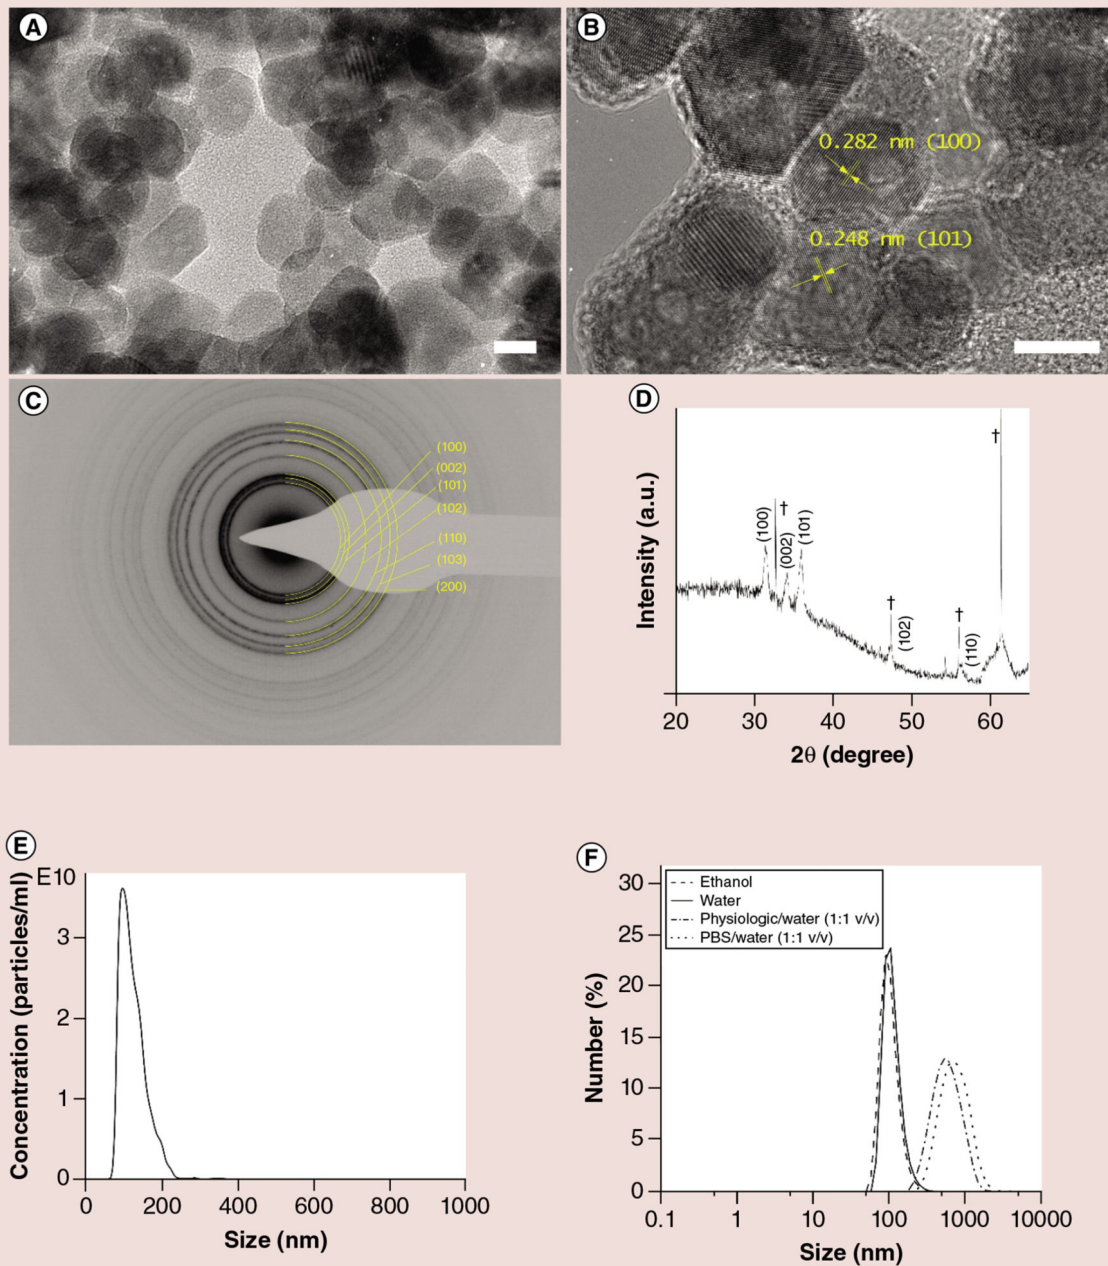 A
B
0.282 nm (100)
0.248 nm (101)
C
(100)
(002)
(101)
(102)
(110)
(103)
(200)
D
Intensity (a.u.)
(100)
†
(002)
(101)
†
(102)
†
(110)
†
20 30 40 50 60
2θ (degree)
E
Concentration (particles/ml)
E10
3
2
1
0
0 200 400 600 800 1000
Size (nm)
F
Number (%)
30
25
20
15
10
5
0
Ethanol
Water
Physiologic/water (1:1 v/v)
PBS/water (1:1 v/v)
0.1 1 10 100 1000 10000
Size (nm)